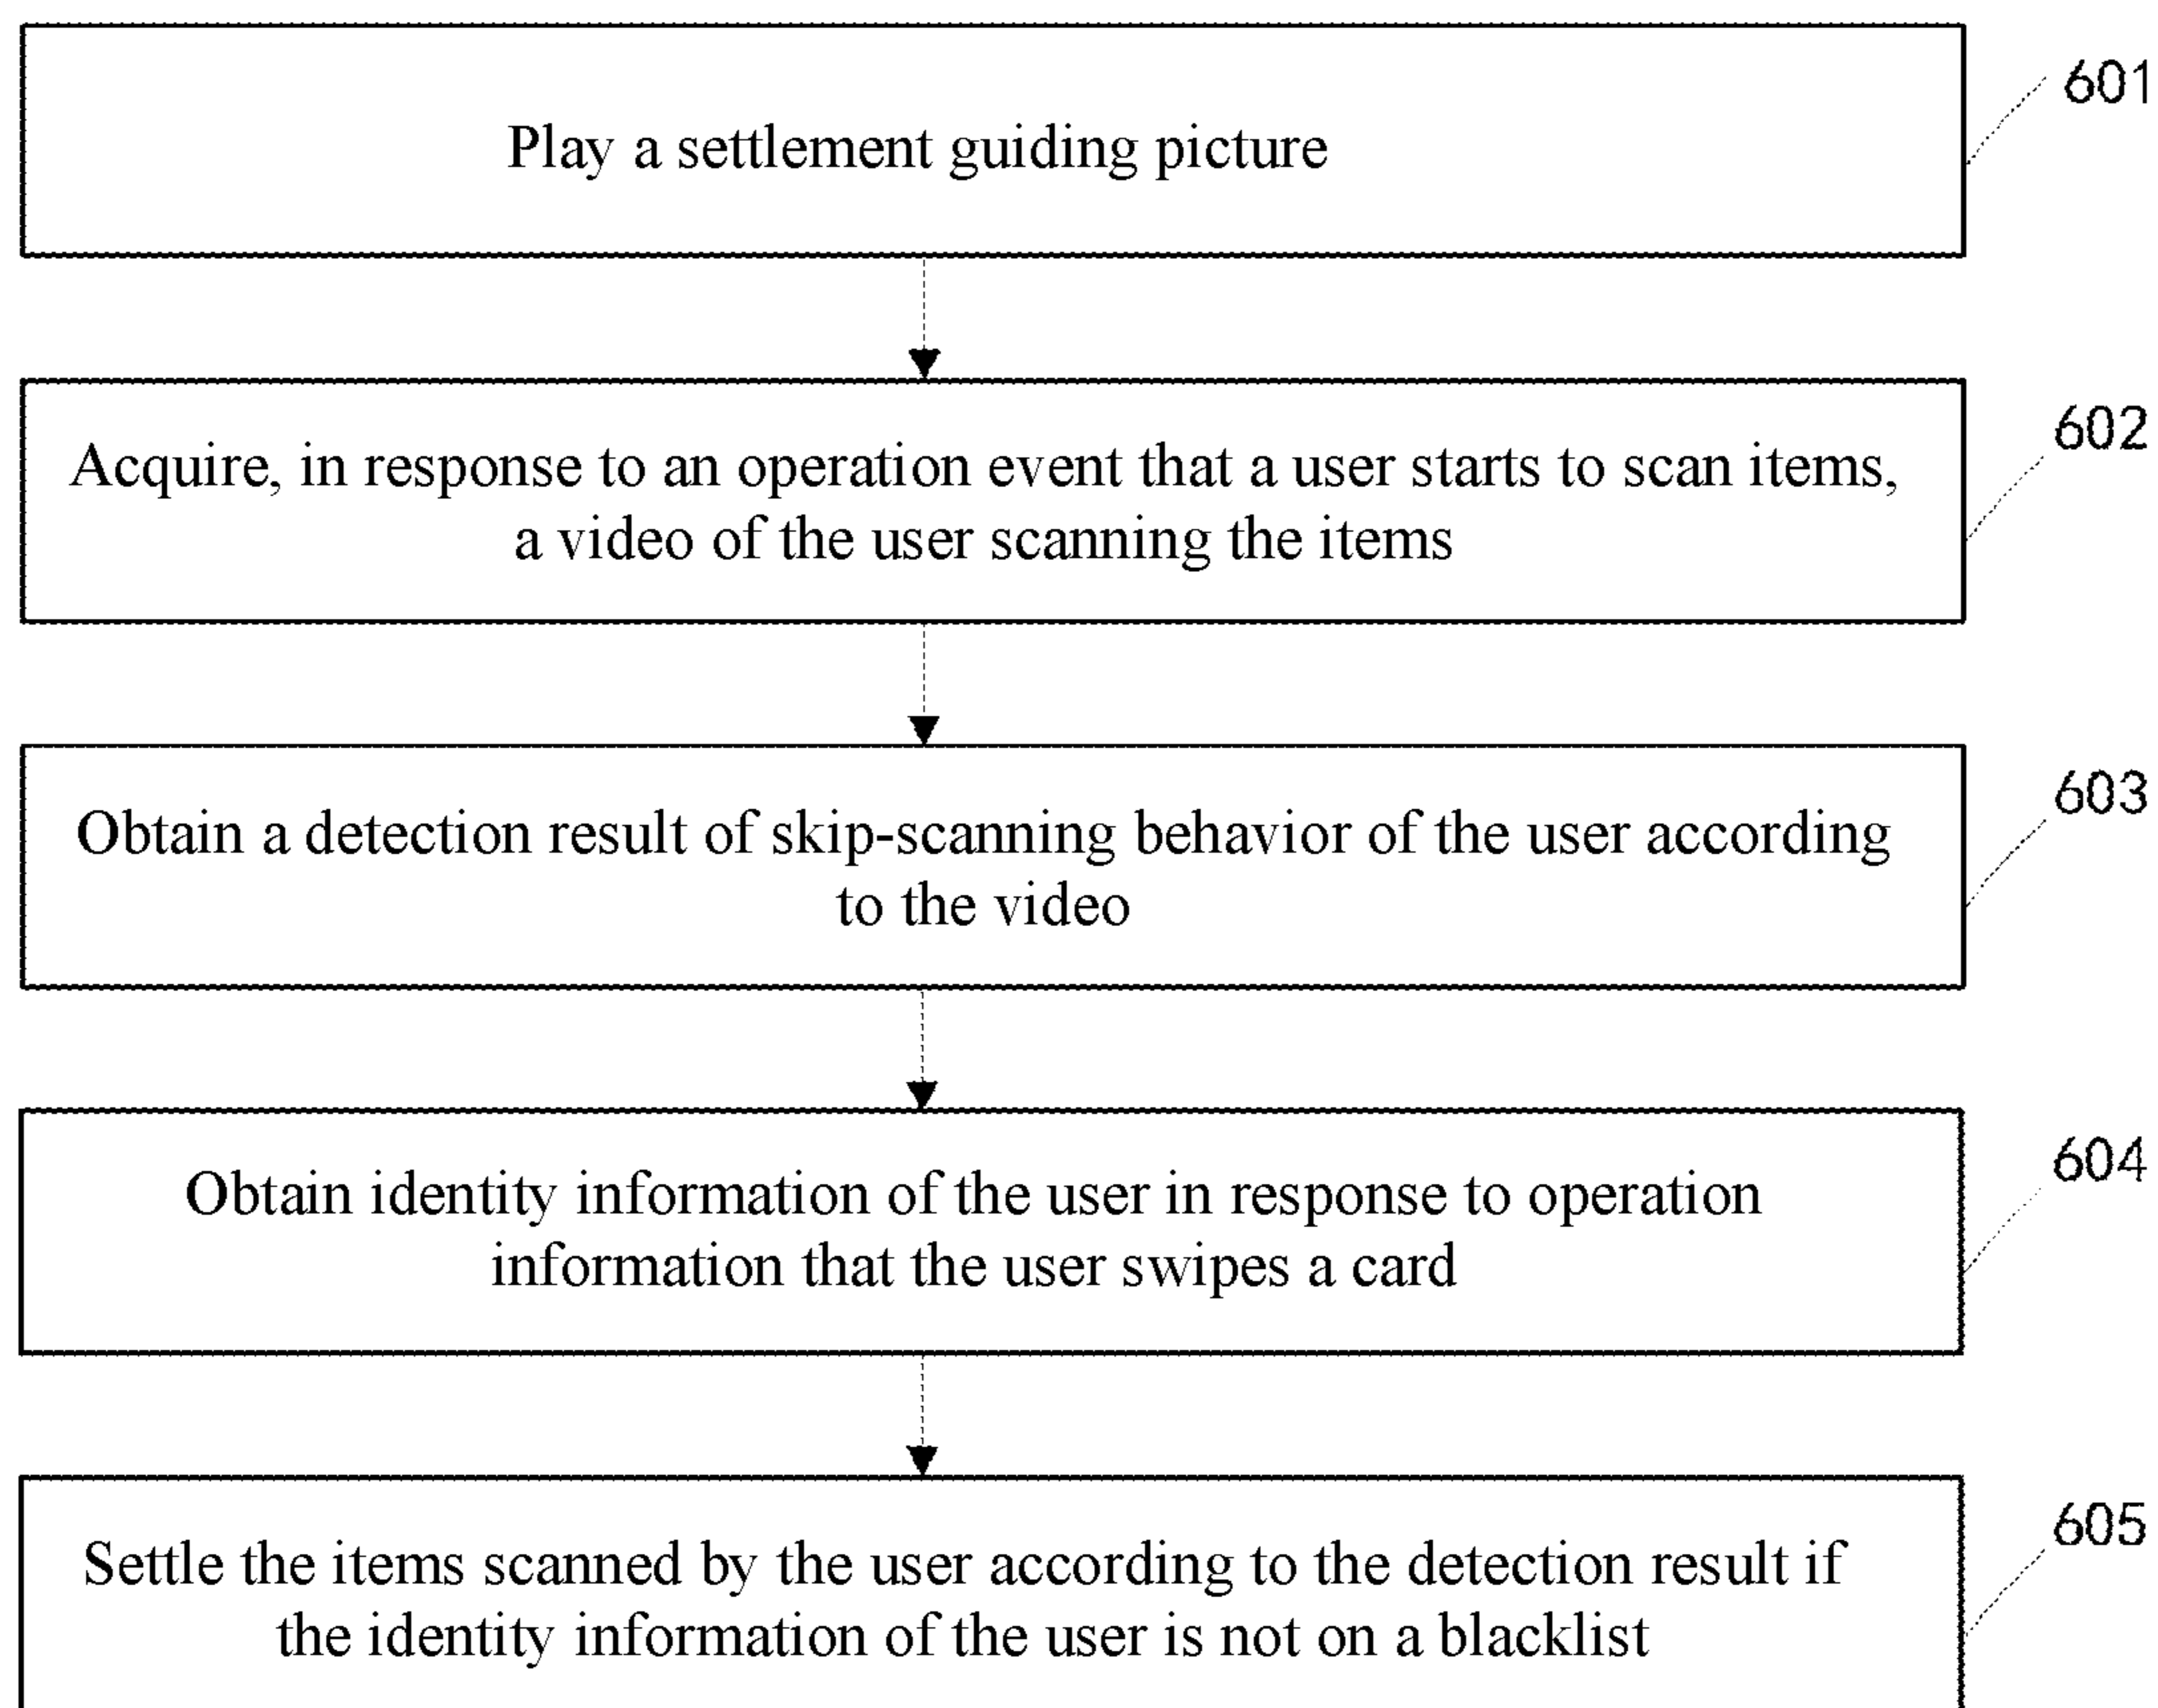 601
Play a settlement guiding picture
602
Acquire, in response to an operation event that a user starts to scan items,
a video of the user scanning the items
603
Obtain a detection result of skip-scanning behavior of the user according
to the video
604
Obtain identity information of the user in response to operation
information that the user swipes a card
605
Settle the items scanned by the user according to the detection result if
the identity information of the user is not on a blacklist